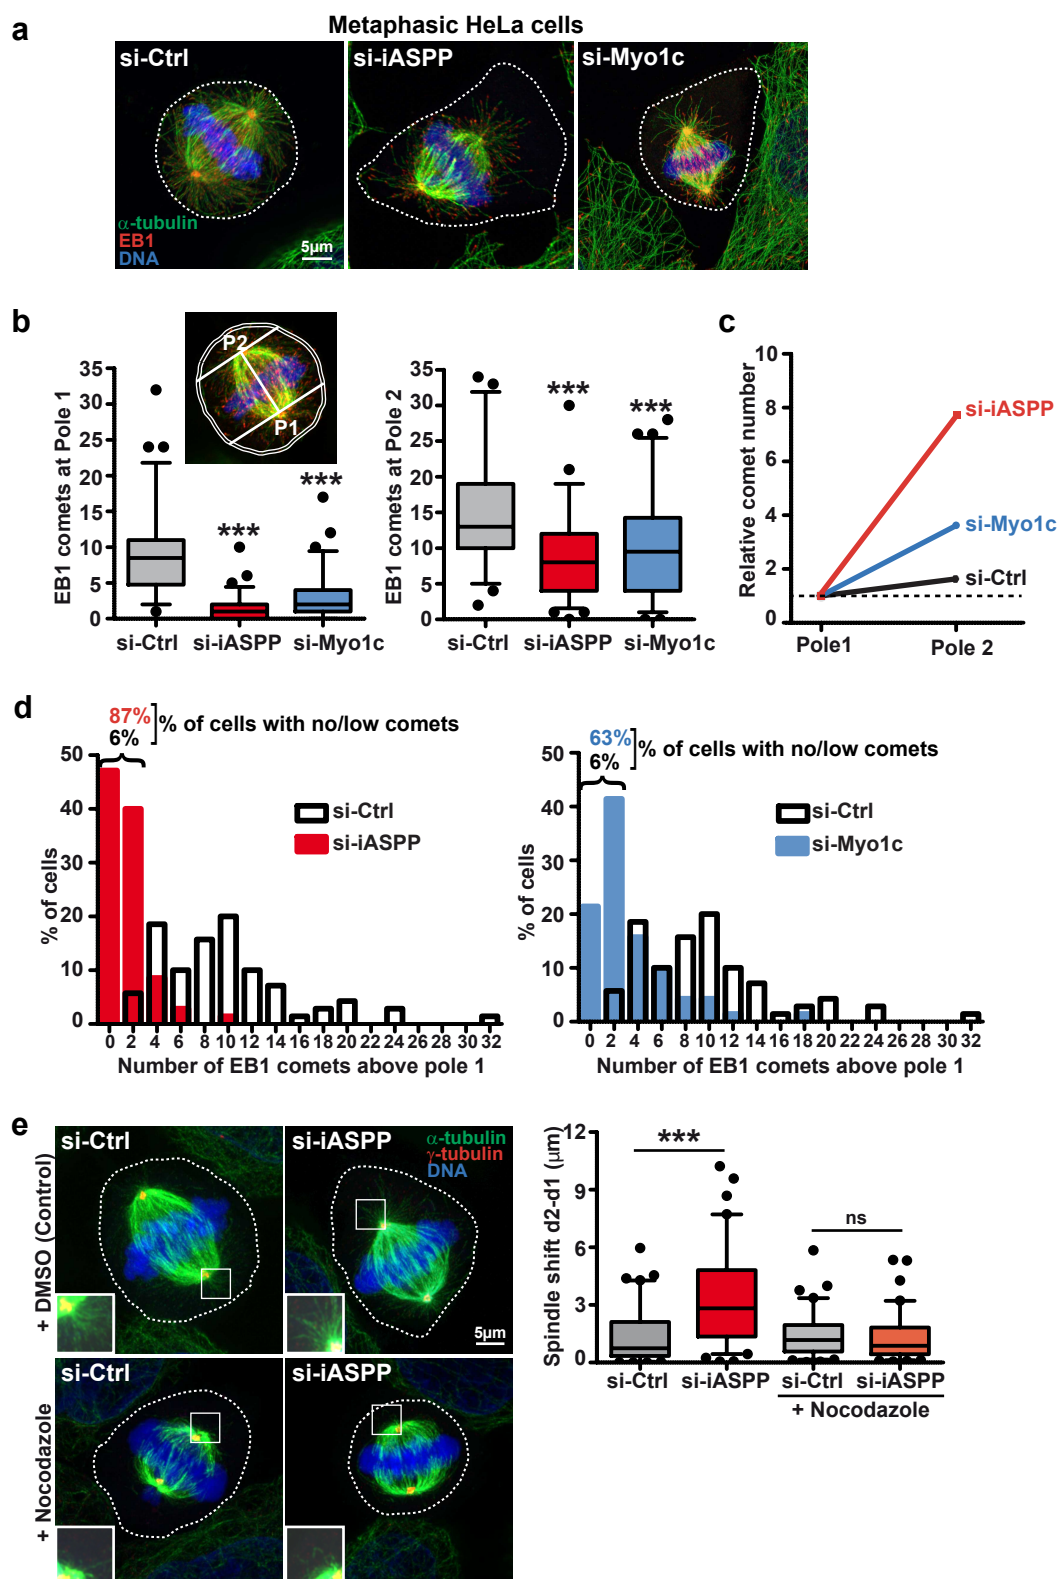 a
Metaphasic HeLa cells
si-Ctrl
si-iASPP
si-Myo1c
α-tubulin
EB1
DNA
5µm
b
EB1 comets at Pole 1
35
30
25
20
15
10
5
0
P2
P1
***
***
si-Ctrl si-iASPP si-Myo1c
EB1 comets at Pole 2
35
30
25
20
15
10
5
0
***
***
si-Ctrl si-iASPP si-Myo1c
c
Relative comet number
10
8
6
4
2
0
si-iASPP
si-Myo1c
si-Ctrl
Pole1 Pole 2
d
87%
6%
% of cells with no/low comets
% of cells
50
40
30
20
10
0
si-Ctrl
si-iASPP
0 2 4 6 8 10 12 14 16 18 20 22 24 26 28 30 32
Number of EB1 comets above pole 1
63%
6%
% of cells with no/low comets
% of cells
50
40
30
20
10
0
si-Ctrl
si-Myo1c
0 2 4 6 8 10 12 14 16 18 20 22 24 26 28 30 32
Number of EB1 comets above pole 1
e
+ DMSO (Control)
si-Ctrl
si-iASPP
α-tubulin
γ-tubulin
DNA
5µm
+ Nocodazole
si-Ctrl
si-iASPP
Spindle shift d2-d1 (µm)
12
9
6
3
0
***
ns
si-Ctrl si-iASPP si-Ctrl si-iASPP
+ Nocodazole